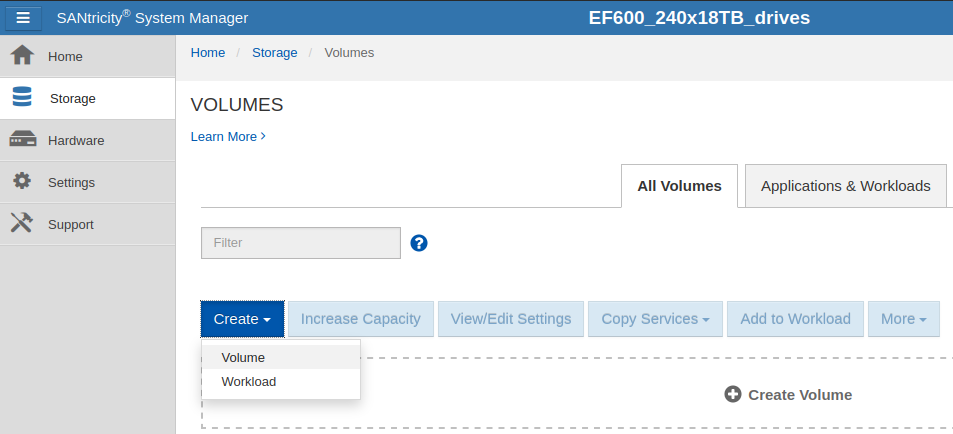 SANtricity® System Manager
EF600_240x18TB_drives
Home
Storage
Hardware
Settings
Support
Home / Storage / Volumes
VOLUMES
Learn More ›
All Volumes
Applications & Workloads
Filter
?
Create
Increase Capacity
View/Edit Settings
Copy Services
Add to Workload
More
Volume
Workload
Create Volume